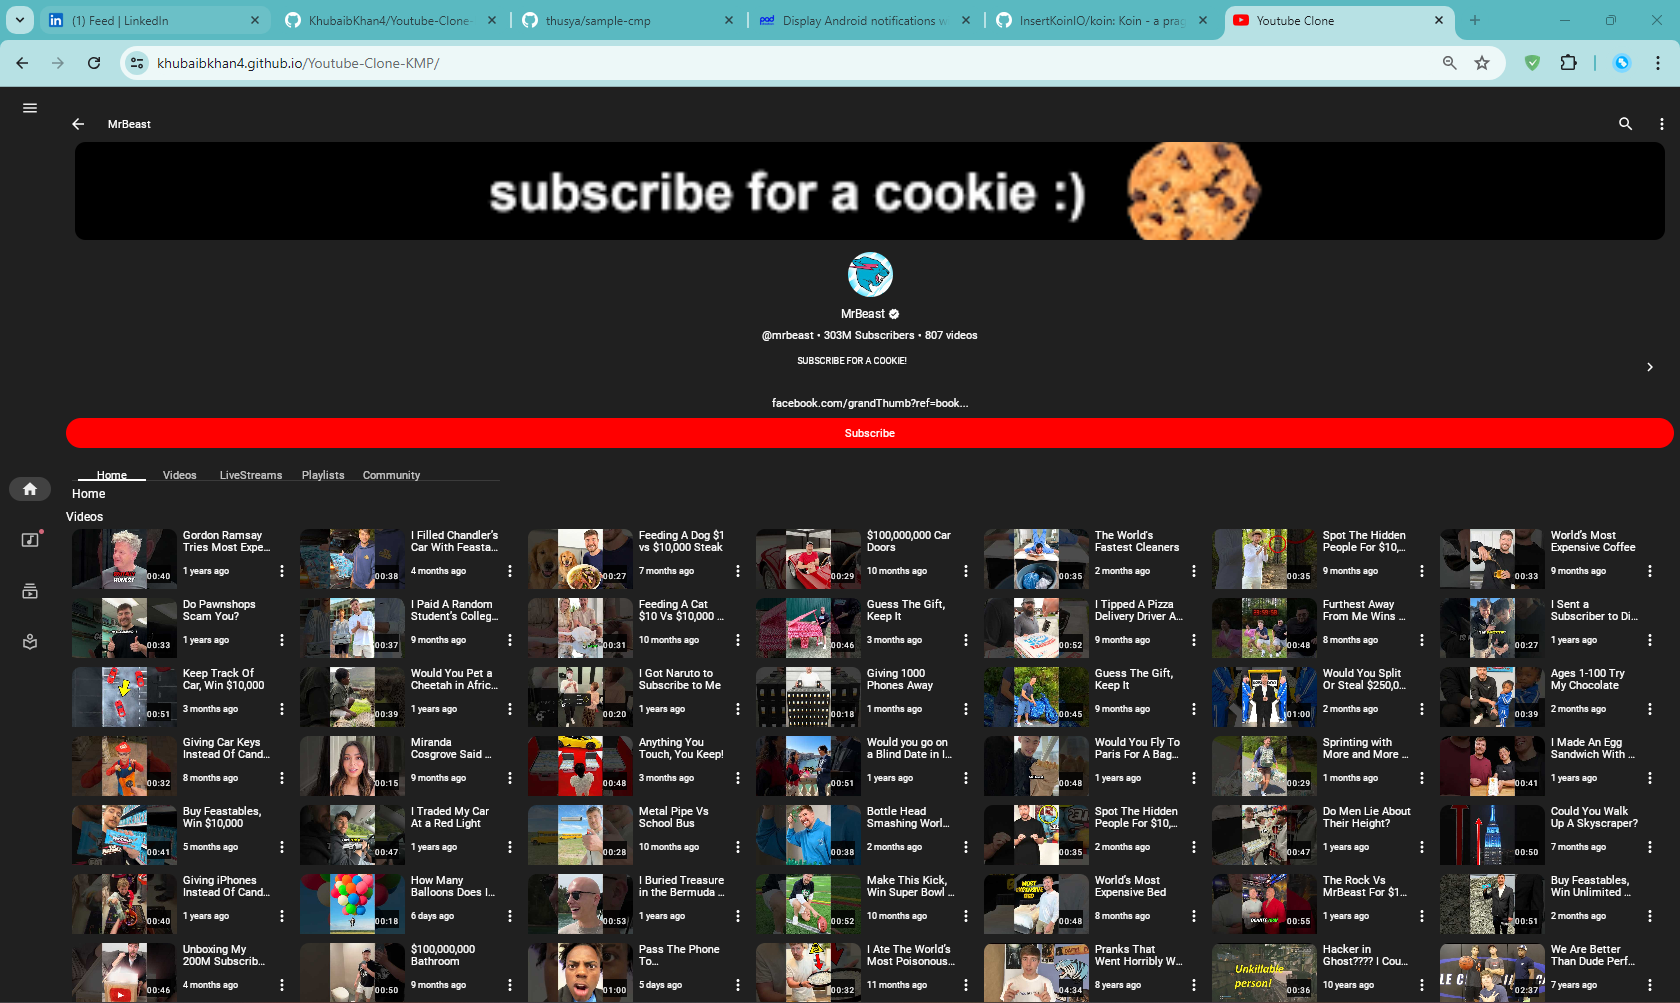 (1) Feed | LinkedIn
KhubaibKhan4/Youtube-Clone-
thusya/sample-cmp
Display Android notifications w
InsertKoinIO/koin: Koin - a prag
Youtube Clone
khubaibkhan4.github.io/Youtube-Clone-KMP/
MrBeast
subscribe for a cookie :)
MrBeast
@mrbeast • 303M Subscribers • 807 videos
SUBSCRIBE FOR A COOKIE!
facebook.com/grandThumb?ref=book...
Subscribe
Home Videos LiveStreams Playlists Community
Home
Videos
Gordon Ramsay
Tries Most Expe...
1 years ago
00:40
I Filled Chandler's
Car With Feasta...
4 months ago
00:38
Feeding A Dog $1
vs $10,000 Steak
7 months ago
00:27
$100,000,000 Car
Doors
10 months ago
00:29
The World's
Fastest Cleaners
2 months ago
00:35
Spot The Hidden
People For $10,...
9 months ago
00:35
World's Most
Expensive Coffee
9 months ago
00:33
Do Pawnshops
Scam You?
1 years ago
00:33
I Paid A Random
Student's Colleg...
9 months ago
00:37
Feeding A Cat
$10 Vs $10,000 ...
10 months ago
00:31
Guess The Gift,
Keep It
3 months ago
00:46
I Tipped A Pizza
Delivery Driver A...
9 months ago
00:52
Furthest Away
From Me Wins ...
8 months ago
00:48
I Sent a
Subscriber to Di...
1 years ago
00:27
Keep Track Of
Car, Win $10,000
3 months ago
00:51
Would You Pet a
Cheetah in Afric...
1 years ago
00:39
I Got Naruto to
Subscribe to Me
1 years ago
00:20
Giving 1000
Phones Away
1 months ago
00:18
Guess The Gift,
Keep It
9 months ago
00:45
Would You Split
Or Steal $250,0...
2 months ago
01:00
Ages 1-100 Try
My Chocolate
2 months ago
00:39
Giving Car Keys
Instead Of Cand...
8 months ago
00:32
Miranda
Cosgrove Said ...
9 months ago
00:15
Anything You
Touch, You Keep!
3 months ago
00:48
Would you go on
a Blind Date in I...
1 years ago
00:51
Would You Fly To
Paris For A Bag...
1 years ago
00:48
Sprinting with
More and More ...
1 months ago
00:29
I Made An Egg
Sandwich With ...
1 years ago
00:41
Buy Feastables,
Win $10,000
5 months ago
00:41
I Traded My Car
At a Red Light
1 years ago
00:47
Metal Pipe Vs
School Bus
10 months ago
00:28
Bottle Head
Smashing Worl...
2 months ago
00:38
Spot The Hidden
People For $10,...
2 months ago
00:35
Do Men Lie About
Their Height?
1 years ago
00:47
Could You Walk
Up A Skyscraper?
7 months ago
00:50
Giving iPhones
Instead Of Cand...
1 years ago
00:40
How Many
Balloons Does I...
6 days ago
00:18
I Buried Treasure
in the Bermuda ...
1 years ago
00:53
Make This Kick,
Win Super Bowl ...
10 months ago
00:52
World's Most
Expensive Bed
8 months ago
00:48
The Rock Vs
MrBeast For $1...
1 years ago
00:55
Buy Feastables,
Win Unlimited ...
2 months ago
00:51
Unboxing My
200M Subscrib...
4 months ago
00:46
$100,000,000
Bathroom
9 months ago
00:50
Pass The Phone
To...
5 days ago
01:00
I Ate The World's
Most Poisonous...
11 months ago
00:32
Pranks That
Went Horribly W...
8 years ago
04:34
Hacker in
Ghost???? I Cou...
10 years ago
Unkillable
person!
00:36
We Are Better
Than Dude Perf...
7 years ago
02:37